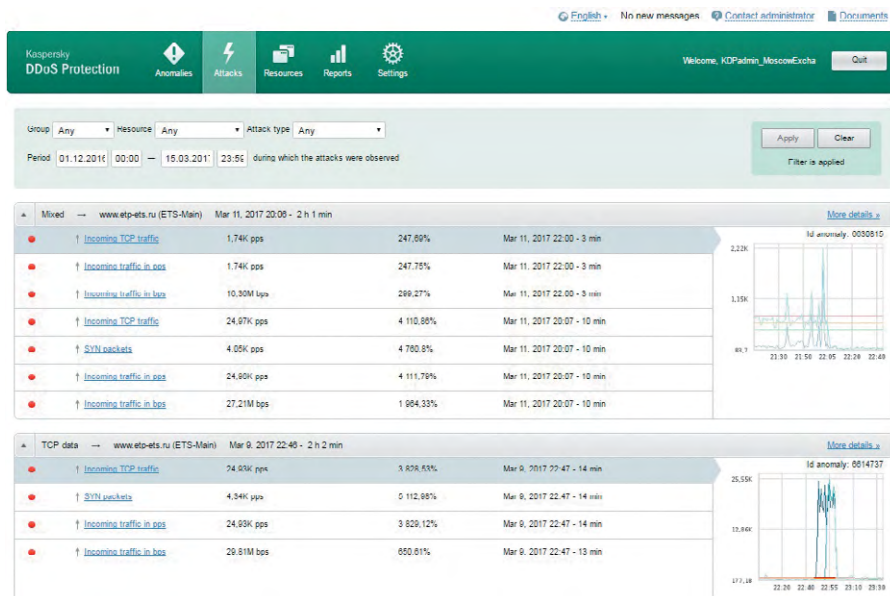 English No new messages Contact administrator Documents
Kaspersky
DDoS Protection
Anomalies Attacks Resources Reports Settings
Welcome, KDPadmin_MoscowExcha Quit
Group Any Resource Any Attack type Any
Apply Clear
Period 01.12.2016 00:00 — 15.03.201 23:59 during which the attacks were observed
Filter is applied
Mixed → www.etp-ets.ru (ETS-Main) Mar 11, 2017 20:06 - 2 h 1 min More details »
↑ Incoming TCP traffic 1,74K pps 247,69% Mar 11, 2017 22:00 - 3 min
↑ Incoming traffic in pps 1,74K pps 247,75% Mar 11, 2017 22:00 - 3 min
↑ Incoming traffic in bps 10,30M bps 299,27% Mar 11, 2017 22:00 - 3 min
↑ Incoming TCP traffic 24,97K pps 4 110,86% Mar 11, 2017 20:07 - 10 min
↑ SYN packets 4,05K pps 4 760,8% Mar 11, 2017 20:07 - 10 min
↑ Incoming traffic in pps 24,90K pps 4 111,79% Mar 11, 2017 20:07 - 10 min
↑ Incoming traffic in bps 27,21M bps 1 964,33% Mar 11, 2017 20:07 - 10 min
Id anomaly: 0030815
2,22K
1,15K
89,7
21:30 21:50 22:05 22:20 22:40
TCP data → www.etp-ets.ru (ETS-Main) Mar 9, 2017 22:46 - 2 h 2 min More details »
↑ Incoming TCP traffic 24,93K pps 3 828,53% Mar 9, 2017 22:47 - 14 min
↑ SYN packets 4,34K pps 5 112,98% Mar 9, 2017 22:47 - 14 min
↑ Incoming traffic in pps 24,93K pps 3 829,12% Mar 9, 2017 22:47 - 14 min
↑ Incoming traffic in bps 29,81M bps 650,61% Mar 9, 2017 22:47 - 13 min
Id anomaly: 6614737
25,55K
12,86K
177,18
22:20 22:40 22:55 23:10 23:30